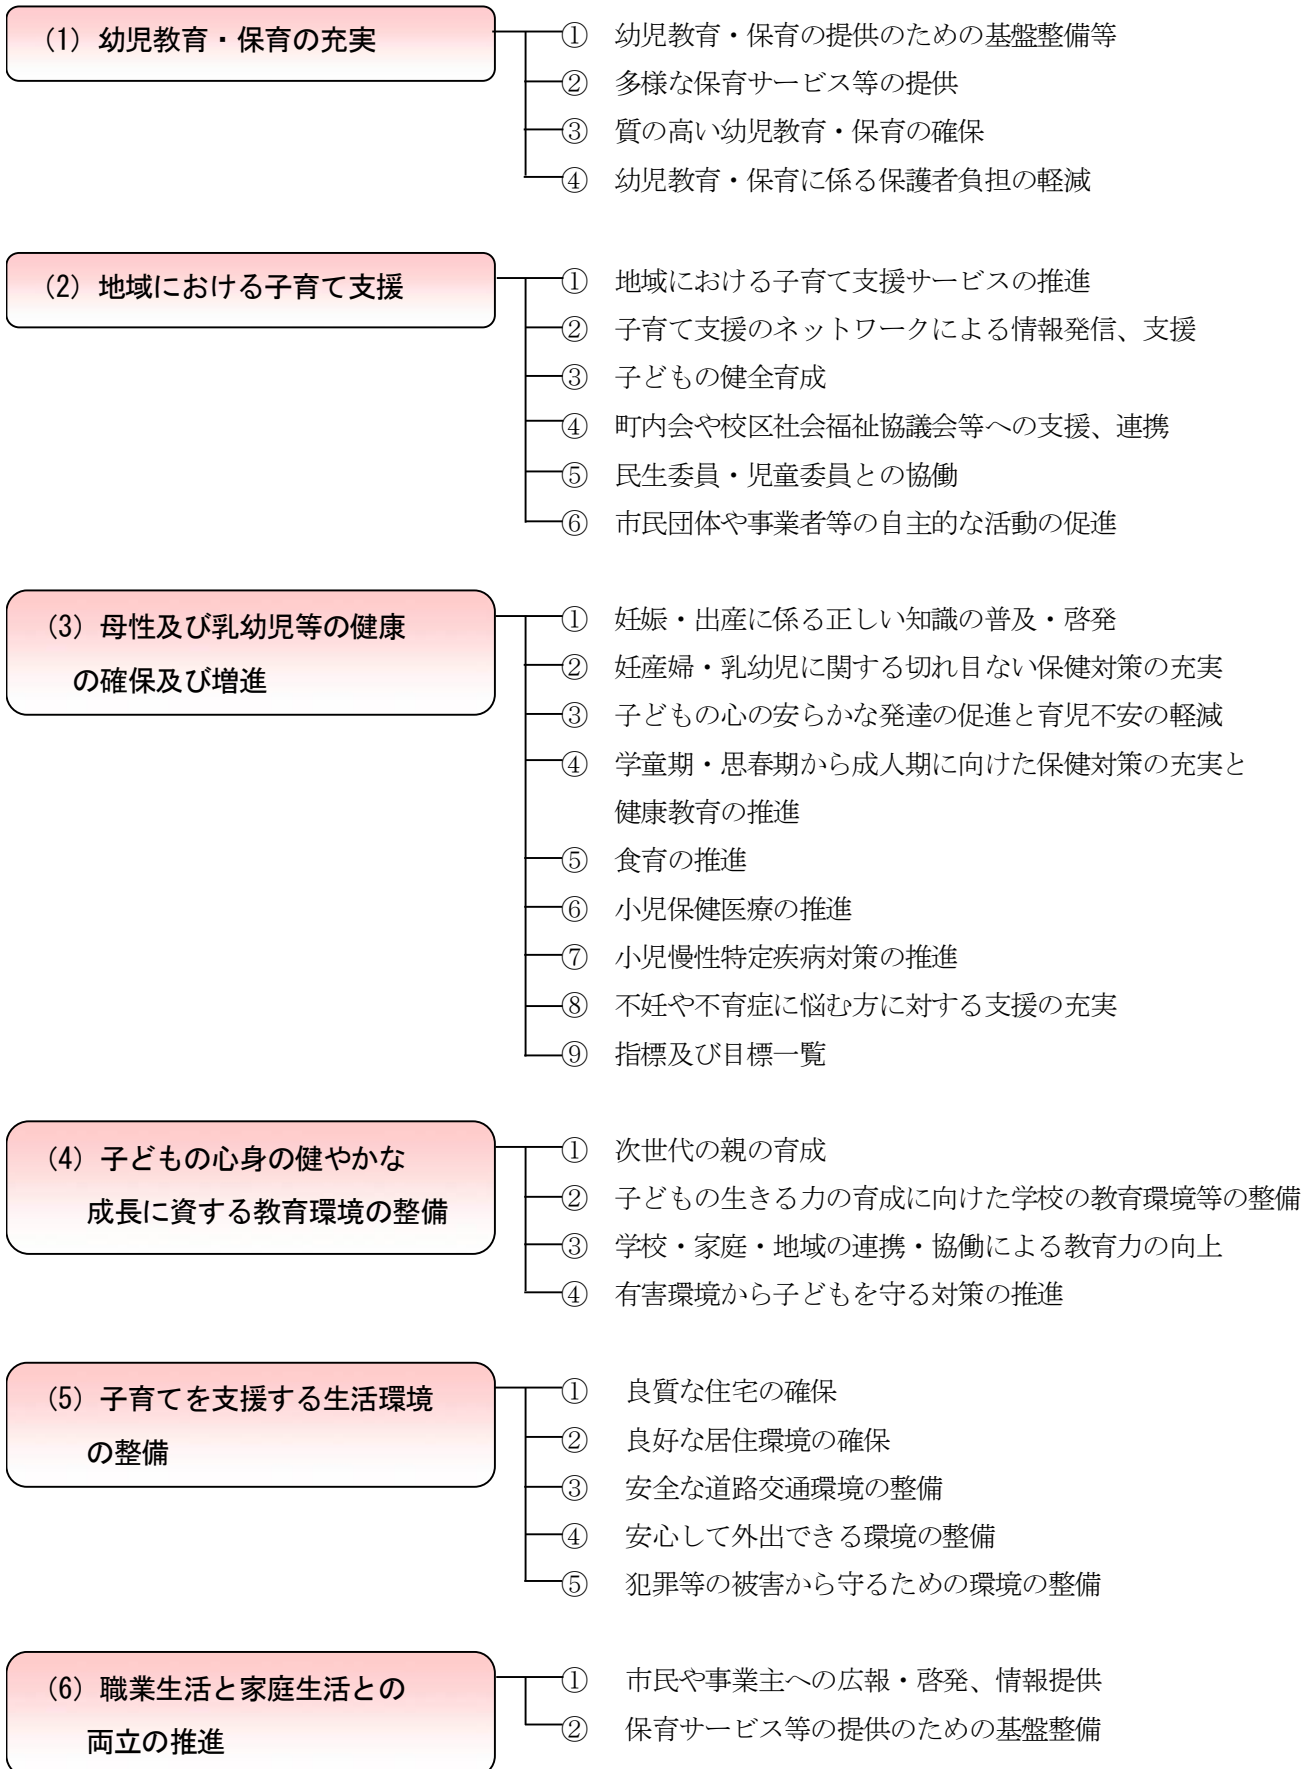 (1) 幼児教育・保育の充実
① 幼児教育・保育の提供のための基盤整備等
② 多様な保育サービス等の提供
③ 質の高い幼児教育・保育の確保
④ 幼児教育・保育に係る保護者負担の軽減
(2) 地域における子育て支援
① 地域における子育て支援サービスの推進
② 子育て支援のネットワークによる情報発信、支援
③ 子どもの健全育成
④ 町内会や校区社会福祉協議会等への支援、連携
⑤ 民生委員・児童委員との協働
⑥ 市民団体や事業者等の自主的な活動の促進
(3) 母性及び乳幼児等の健康
の確保及び増進
① 妊娠・出産に係る正しい知識の普及・啓発
② 妊産婦・乳幼児に関する切れ目ない保健対策の充実
③ 子どもの心の安らかな発達の促進と育児不安の軽減
④ 学童期・思春期から成人期に向けた保健対策の充実と
健康教育の推進
⑤ 食育の推進
⑥ 小児保健医療の推進
⑦ 小児慢性特定疾病対策の推進
⑧ 不妊や不育症に悩む方に対する支援の充実
⑨ 指標及び目標一覧
(4) 子どもの心身の健やかな
成長に資する教育環境の整備
① 次世代の親の育成
② 子どもの生きる力の育成に向けた学校の教育環境等の整備
③ 学校・家庭・地域の連携・協働による教育力の向上
④ 有害環境から子どもを守る対策の推進
(5) 子育てを支援する生活環境
の整備
① 良質な住宅の確保
② 良好な居住環境の確保
③ 安全な道路交通環境の整備
④ 安心して外出できる環境の整備
⑤ 犯罪等の被害から守るための環境の整備
(6) 職業生活と家庭生活との
両立の推進
① 市民や事業主への広報・啓発、情報提供
② 保育サービス等の提供のための基盤整備